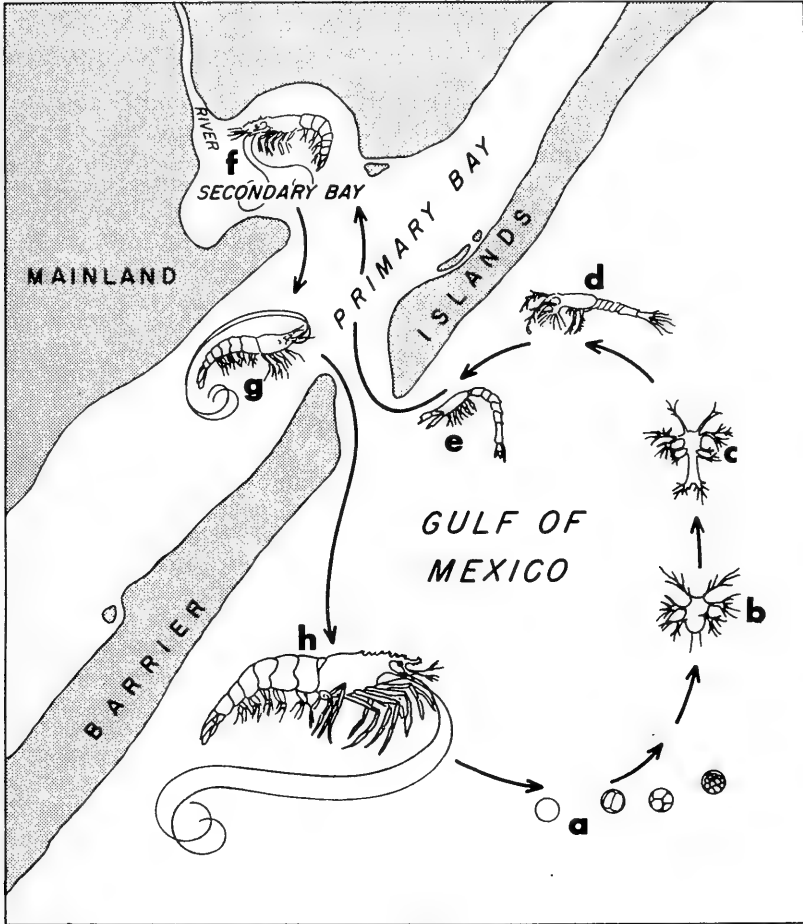 RIVER
f
SECONDARY BAY
MAINLAND
PRIMARY BAY
ISLANDS
d
g
e
c
GULF OF
MEXICO
b
h
BARRIER
a